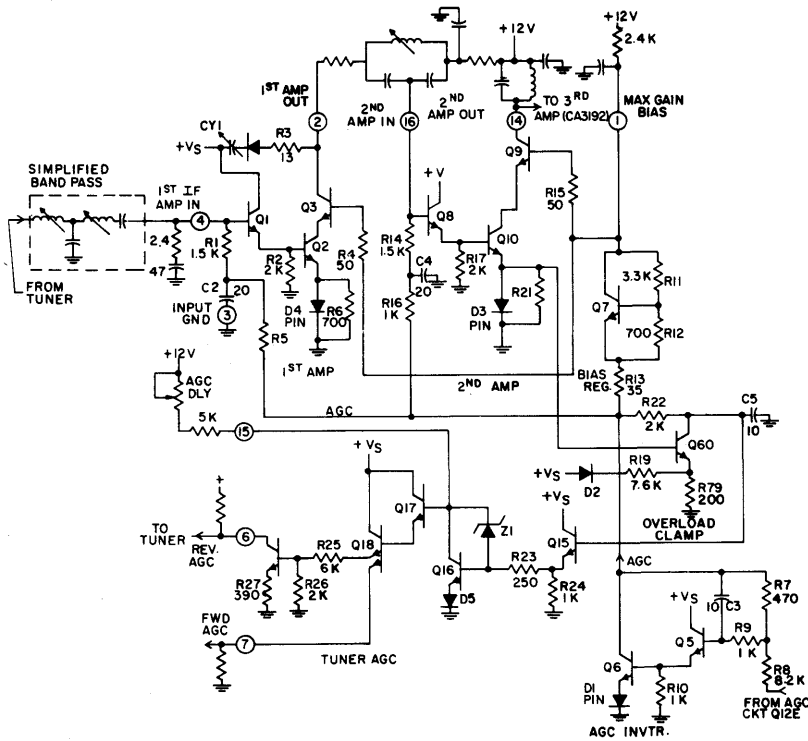 +12V
2.4K
+12V
1ST AMP
OUT
2ND
AMP IN
2ND
AMP OUT
TO 3RD
AMP (CA3192)
MAX GAIN
BIAS
2
16
14
1
CY1
R3
13
+VS
Q9
SIMPLIFIED
BAND PASS
1ST I.F
AMP IN
4
+V
R15
50
Q3
Q8
Q1
Q10
2.4
47
R1
1.5K
Q2
R4
50
R14
1.5K
C4
20
R17
2K
R2
2K
R21
3.3K
R11
Q7
FROM
TUNER
C2
20
3
INPUT
GND
D4
PIN
R6
700
R16
1K
D3
PIN
700
R12
R5
1ST AMP
2ND AMP
BIAS
REG.
R13
35
+12V
AGC
DLY
AGC
R22
2K
C5
10
5K
15
Q60
+VS
D2
R19
7.6K
R79
200
+VS
Q17
+
Z1
+VS
Q15
OVERLOAD
CLAMP
TO
TUNER
REV.
AGC
6
R25
6K
Q18
Q16
R23
250
AGC
R27
390
R26
2K
D5
R24
1K
R7
470
10
C3
+VS
FWD
AGC
7
TUNER AGC
Q5
R9
1K
Q6
R8
8.2K
D1
PIN
R10
1K
FROM AGC
CKT Q12E
AGC INVTR.